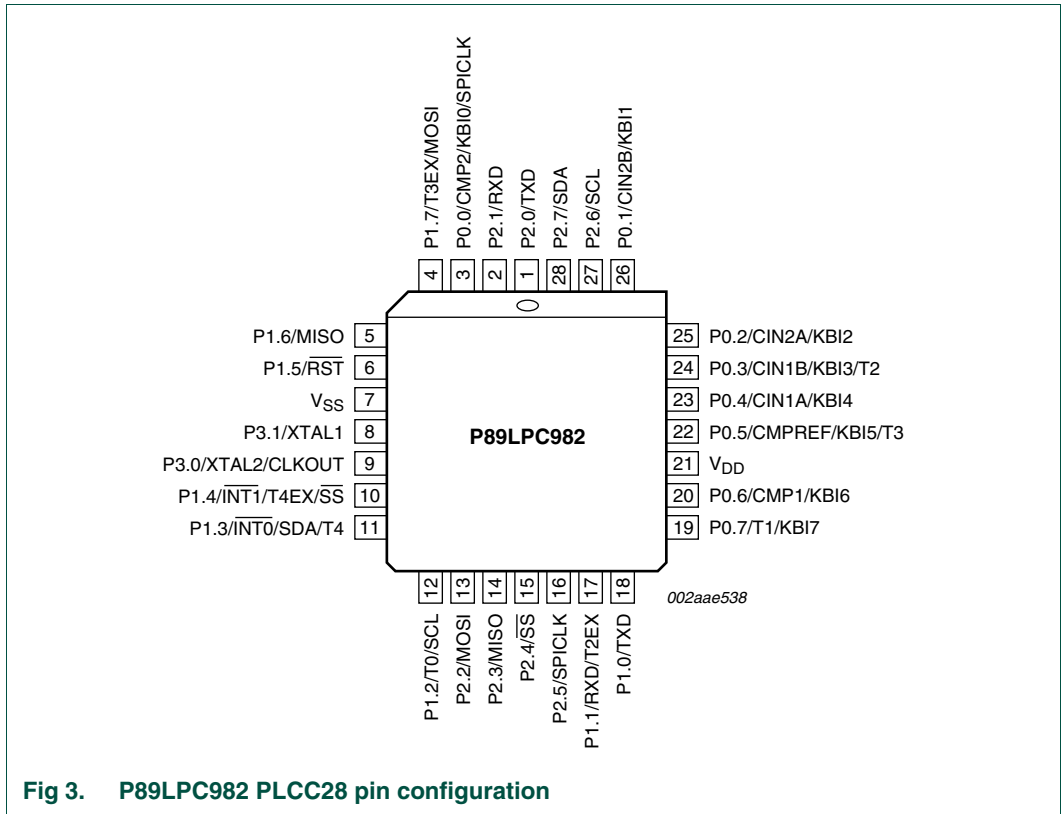 P1.7/T3EX/MOSI
P0.0/CMP2/KBI0/SPICLK
P2.1/RXD
P2.0/TXD
P2.7/SDA
P2.6/SCL
P0.1/CIN2B/KBI1
4
3
2
1
28
27
26
P1.6/MISO 5
P1.5/R̅S̅T̅ 6
VSS 7
P3.1/XTAL1 8
P3.0/XTAL2/CLKOUT 9
P1.4/I̅N̅T̅1̅/T4EX/S̅S̅ 10
P1.3/I̅N̅T̅0̅/SDA/T4 11
P89LPC982
25 P0.2/CIN2A/KBI2
24 P0.3/CIN1B/KBI3/T2
23 P0.4/CIN1A/KBI4
22 P0.5/CMPREF/KBI5/T3
21 VDD
20 P0.6/CMP1/KBI6
19 P0.7/T1/KBI7
12
13
14
15
16
17
18
002aae538
P1.2/T0/SCL
P2.2/MOSI
P2.3/MISO
P2.4/S̅S̅
P2.5/SPICLK
P1.1/RXD/T2EX
P1.0/TXD
Fig 3. P89LPC982 PLCC28 pin configuration